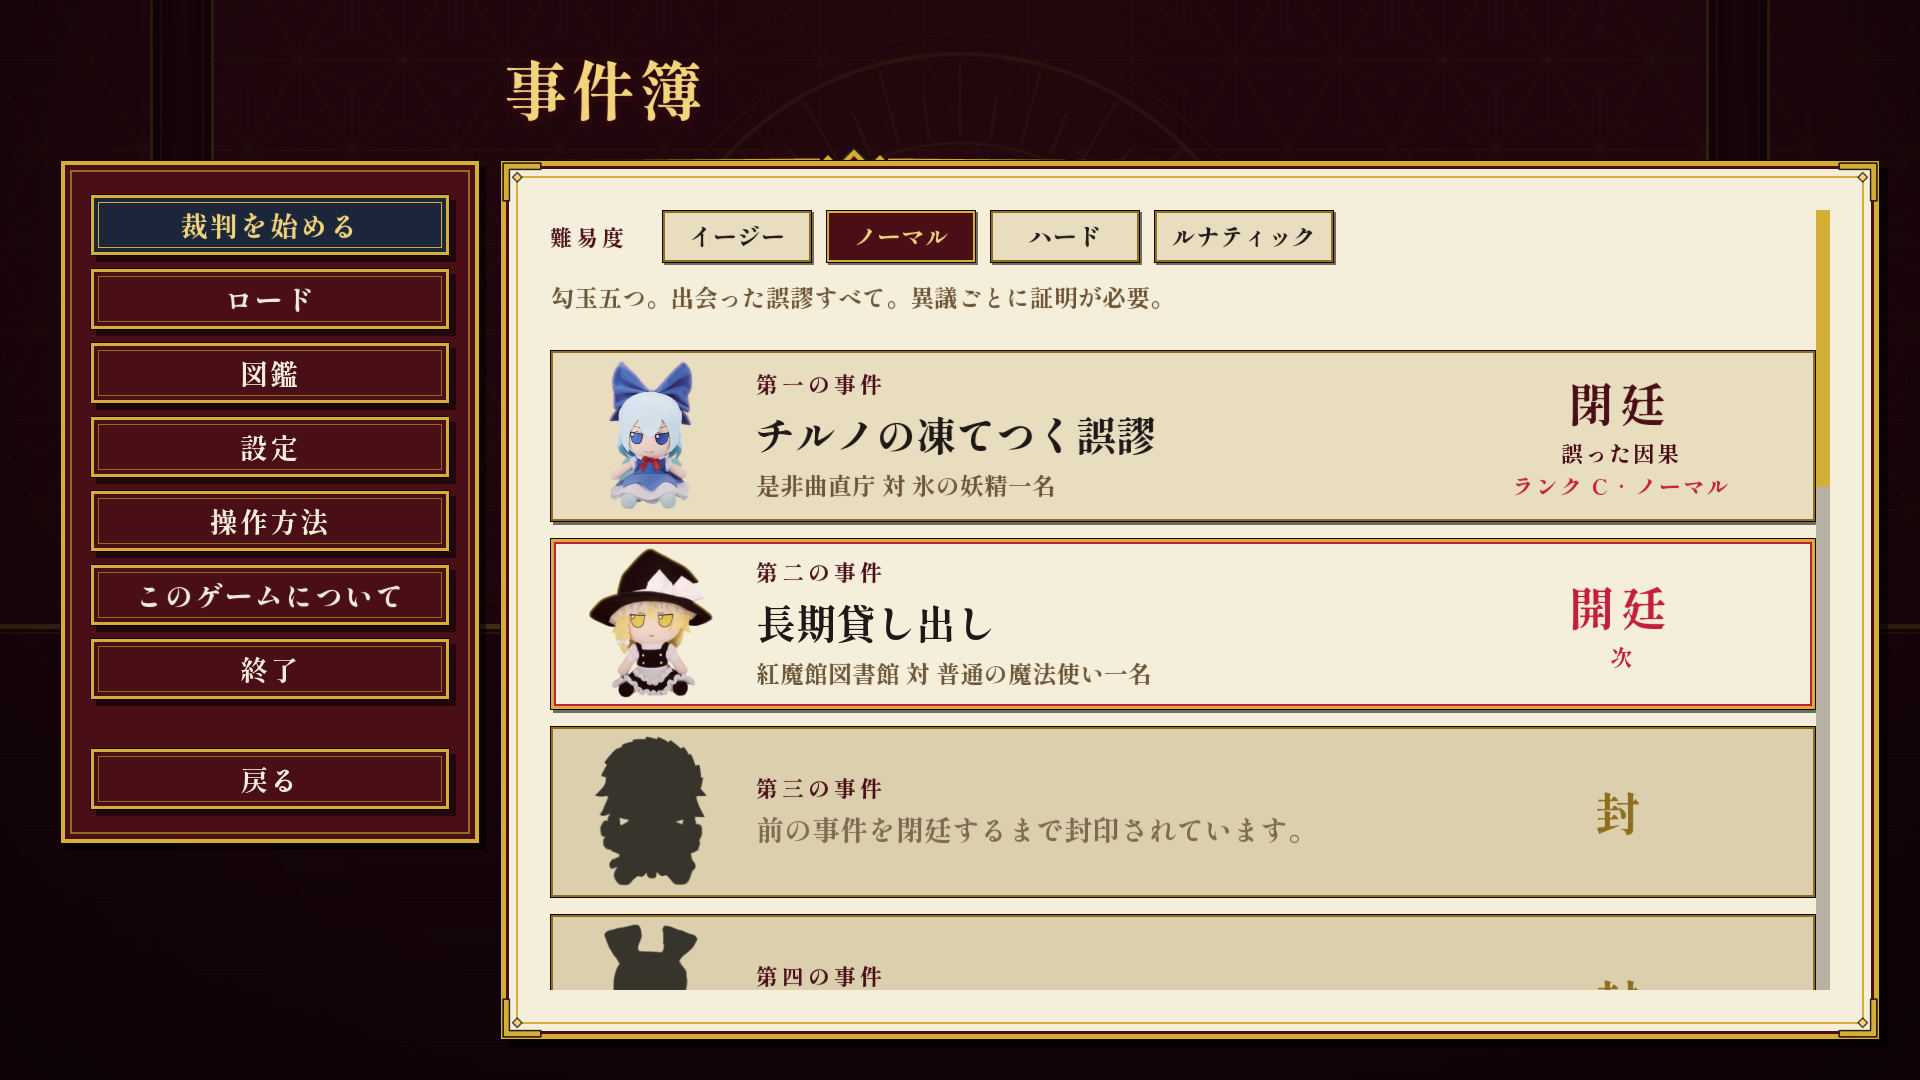 事件簿
裁判を始める
ロード
図鑑
設定
操作方法
このゲームについて
終了
戻る
難易度
イージー
ノーマル
ハード
ルナティック
勾玉五つ。出会った誤謬すべて。異議ごとに証明が必要。
第一の事件
チルノの凍てつく誤謬
是非曲直庁 対 氷の妖精一名
閉廷
誤った因果
ランク C · ノーマル
第二の事件
長期貸し出し
紅魔館図書館 対 普通の魔法使い一名
開廷
次
第三の事件
前の事件を閉廷するまで封印されています。
封
第四の事件